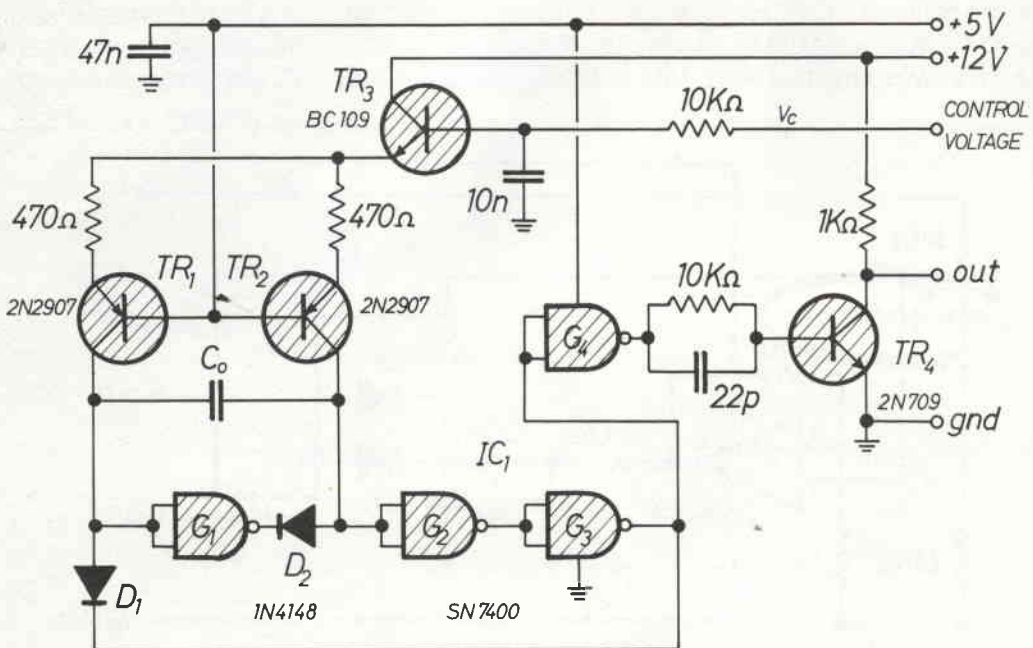 +5V
47n
+12V
TR3
BC109
10KΩ
Vc
CONTROL
VOLTAGE
10n
470Ω
470Ω
1KΩ
TR1
TR2
2N2907
2N2907
10KΩ
out
G4
Co
TR4
22p
2N709
gnd
IC1
G1
G2
G3
D2
D1
1N4148
SN7400